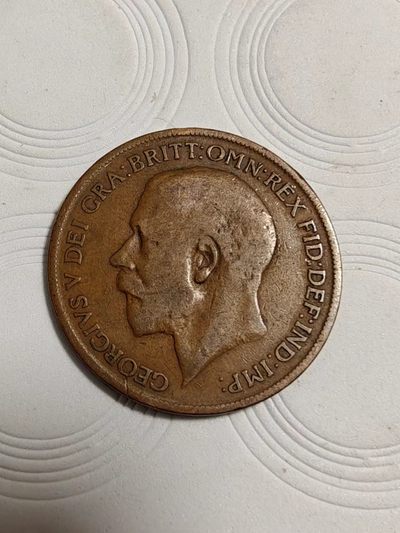 GEORGIVS V DEI GRA: BRITT: OMN: REX FID: DEF: IND: IMP: